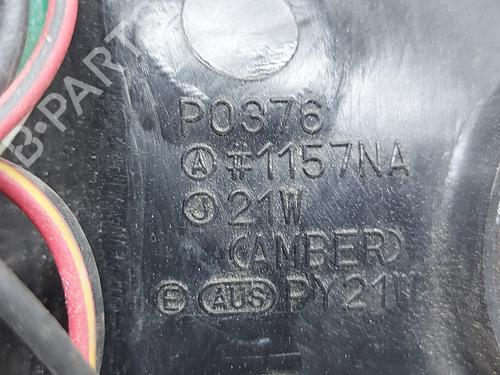 P0376
Ⓐ #1157NA
Ⓙ 21W
(AMBER)
Ⓔ AUS PY21W
B-PARTS